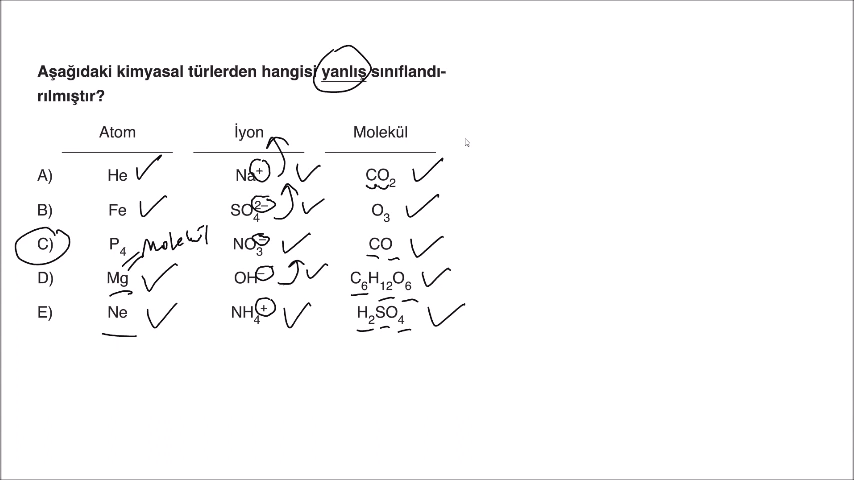 Aşağıdaki kimyasal türlerden hangisi yanlış sınıflandı-
rılmıştır?
Atom İyon Molekül
A) He Na⁺ CO₂
B) Fe SO₄²⁻ O₃
C) P₄ molekül NO₃⁻ CO
D) Mg OH⁻ C₆H₁₂O₆
E) Ne NH₄⁺ H₂SO₄